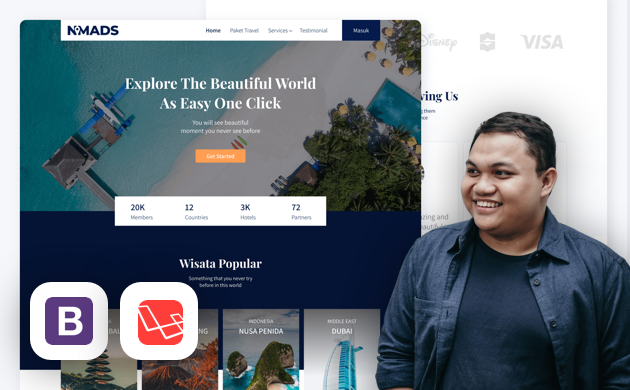 NOMADS
Home Paket Travel Services Testimonial Masuk
Disney VISA
Explore The Beautiful World
As Easy One Click
You will see beautiful
moment you never see before
Get Started
20K 12 3K 72
Members Countries Hotels Partners
Us
Wisata Popular
Something that you never try
before in this world
INDONESIA MIDDLE EAST
NUSA PENIDA DUBAI
B